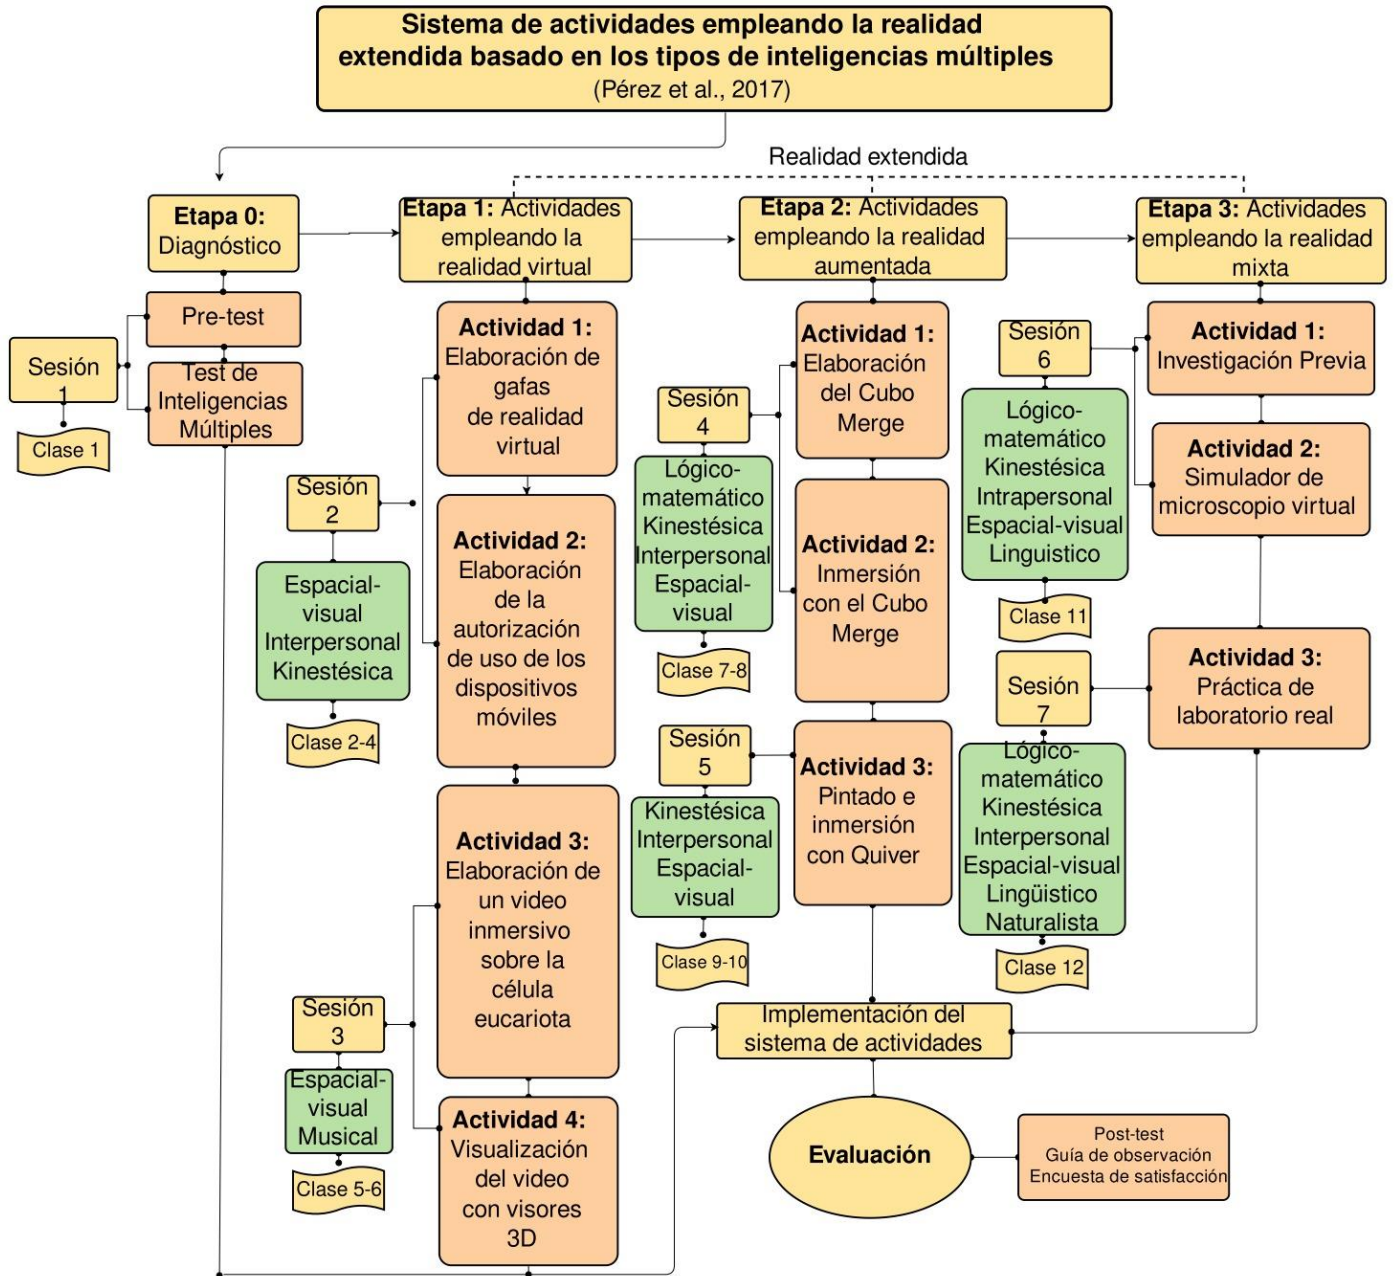 Sistema de actividades empleando la realidad
extendida basado en los tipos de inteligencias múltiples
(Pérez et al., 2017)
Realidad extendida
Etapa 0:
Diagnóstico
Pre-test
Test de
Inteligencias
Múltiples
Sesión
1
Clase 1
Etapa 1: Actividades
empleando la
realidad virtual
Actividad 1:
Elaboración de
gafas
de realidad
virtual
Actividad 2:
Elaboración
de la
autorización
de uso de los
dispositivos
móviles
Sesión
2
Espacial-
visual
Interpersonal
Kinestésica
Clase 2-4
Actividad 3:
Elaboración de
un video
inmersivo
sobre la
célula
eucariota
Actividad 4:
Visualización
del video
con visores
3D
Sesión
3
Espacial-
visual
Musical
Clase 5-6
Etapa 2: Actividades
empleando la realidad
aumentada
Actividad 1:
Elaboración
del Cubo
Merge
Actividad 2:
Inmersión
con el Cubo
Merge
Sesión
4
Lógico-
matemático
Kinestésica
Interpersonal
Espacial-
visual
Clase 7-8
Actividad 3:
Pintado e
inmersión
con Quiver
Sesión
5
Kinestésica
Interpersonal
Espacial-
visual
Clase 9-10
Etapa 3: Actividades
empleando la realidad
mixta
Actividad 1:
Investigación Previa
Actividad 2:
Simulador de
microscopio virtual
Sesión
6
Lógico-
matemático
Kinestésica
Intrapersonal
Espacial-visual
Linguistico
Clase 11
Actividad 3:
Práctica de
laboratorio real
Sesión
7
Lógico-
matemático
Kinestésica
Interpersonal
Espacial-visual
Lingüistico
Naturalista
Clase 12
Implementación del
sistema de actividades
Evaluación
Post-test
Guía de observación
Encuesta de satisfacción